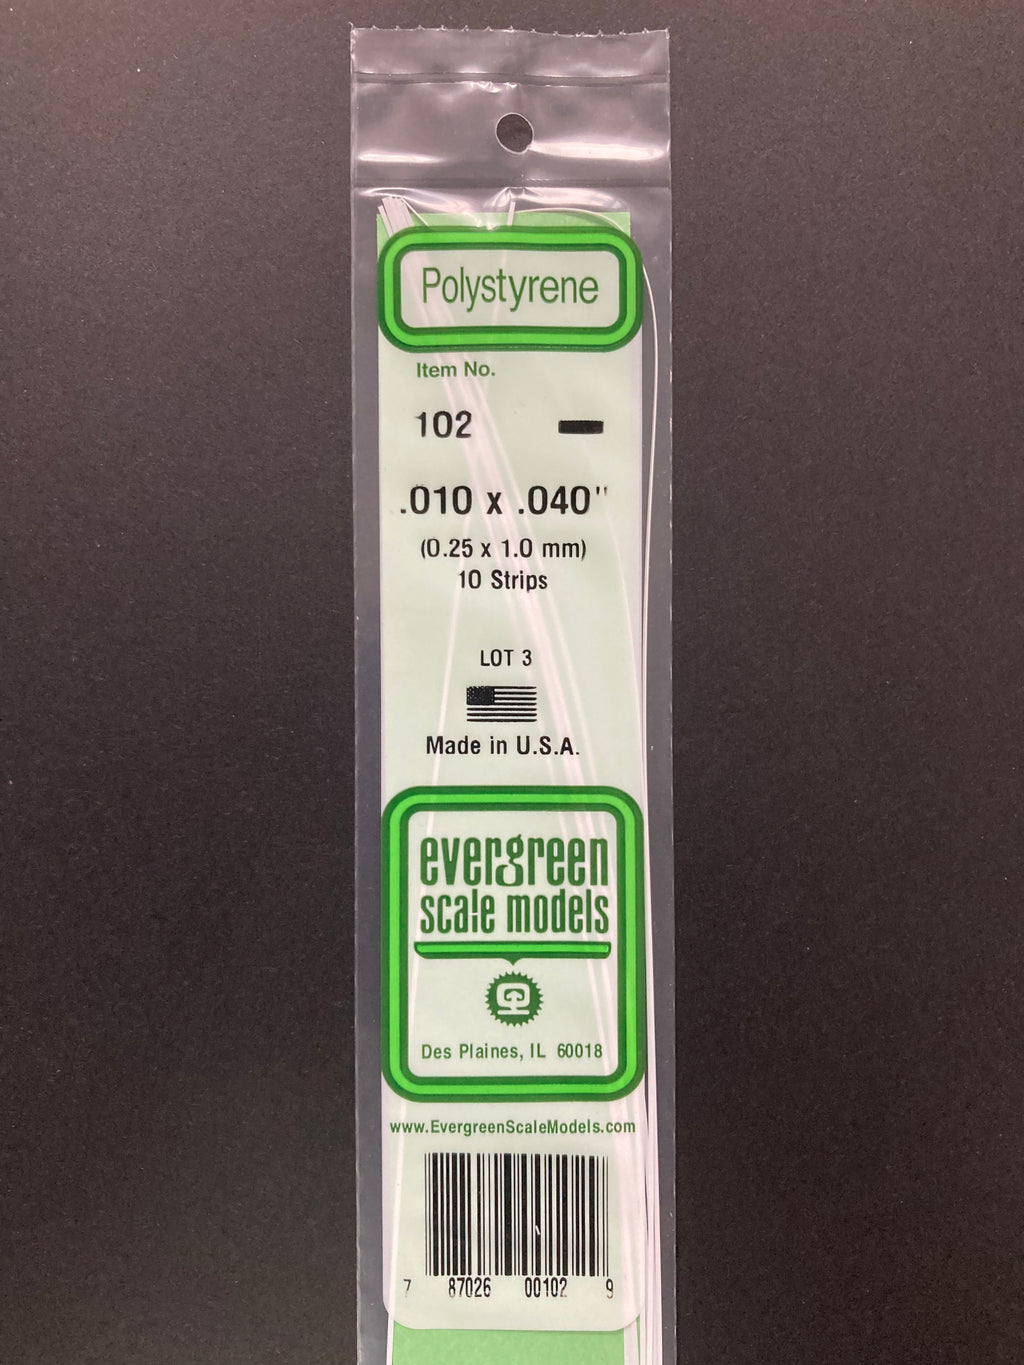 Polystyrene
Item No.
102
.010 x .040"
(0.25 x 1.0 mm)
10 Strips
LOT 3
Made in U.S.A.
evergreen
scale models
Des Plaines, IL 60018
www.EvergreenScaleModels.com
7 87026 00102 9